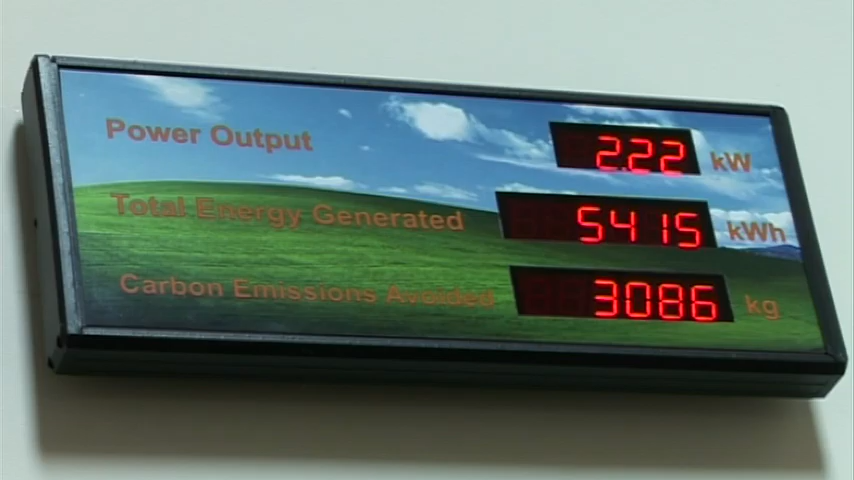 Power Output 2.22 kW
Total Energy Generated 5415 kWh
Carbon Emissions Avoided 3086 kg